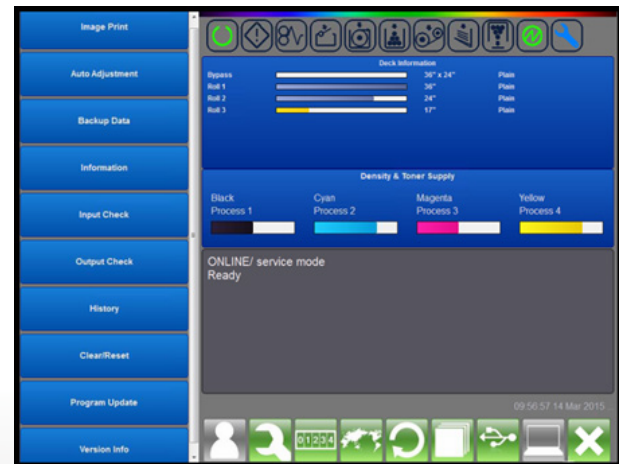 Image Print
Auto Adjustment
Backup Data
Information
Input Check
Output Check
History
Clear/Reset
Program Update
Version Info
Deck Information
Bypass 36" x 24" Plain
Roll 1 36" Plain
Roll 2 24" Plain
Roll 3 17" Plain
Density & Toner Supply
Black Cyan Magenta Yellow
Process 1 Process 2 Process 3 Process 4
ONLINE/ service mode
Ready
09:56:57 14 Mar 2015
01234